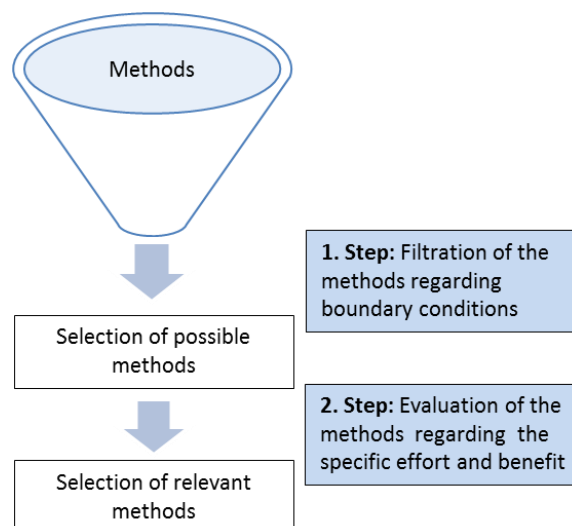 Methods
1. Step: Filtration of the
methods regarding
boundary conditions
Selection of possible
methods
2. Step: Evaluation of the
methods regarding the
specific effort and benefit
Selection of relevant
methods